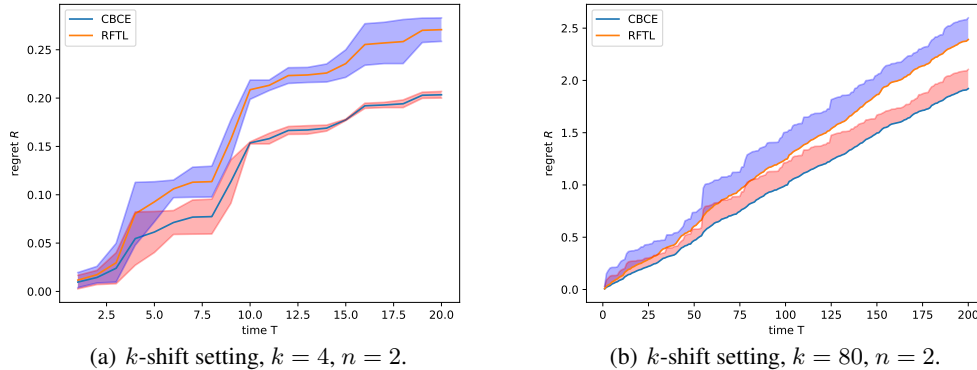 CBCE
RFTL
regret R
0.25
0.20
0.15
0.10
0.05
0.00
2.5 5.0 7.5 10.0 12.5 15.0 17.5 20.0
time T
(a) k-shift setting, k = 4, n = 2.
CBCE
RFTL
regret R
2.5
2.0
1.5
1.0
0.5
0.0
0 25 50 75 100 125 150 175 200
time T
(b) k-shift setting, k = 80, n = 2.